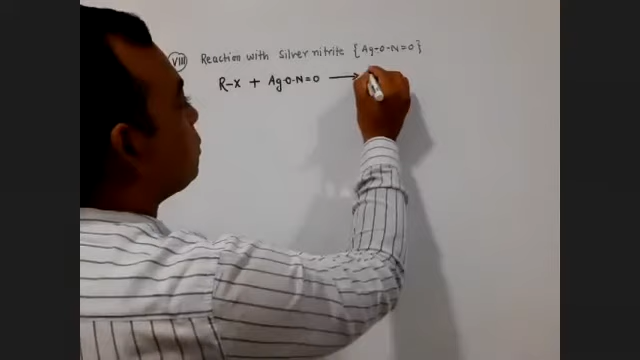 VIII Reaction with Silver nitrite {Ag-O-N=O}
R-X + Ag-O-N=O ⟶